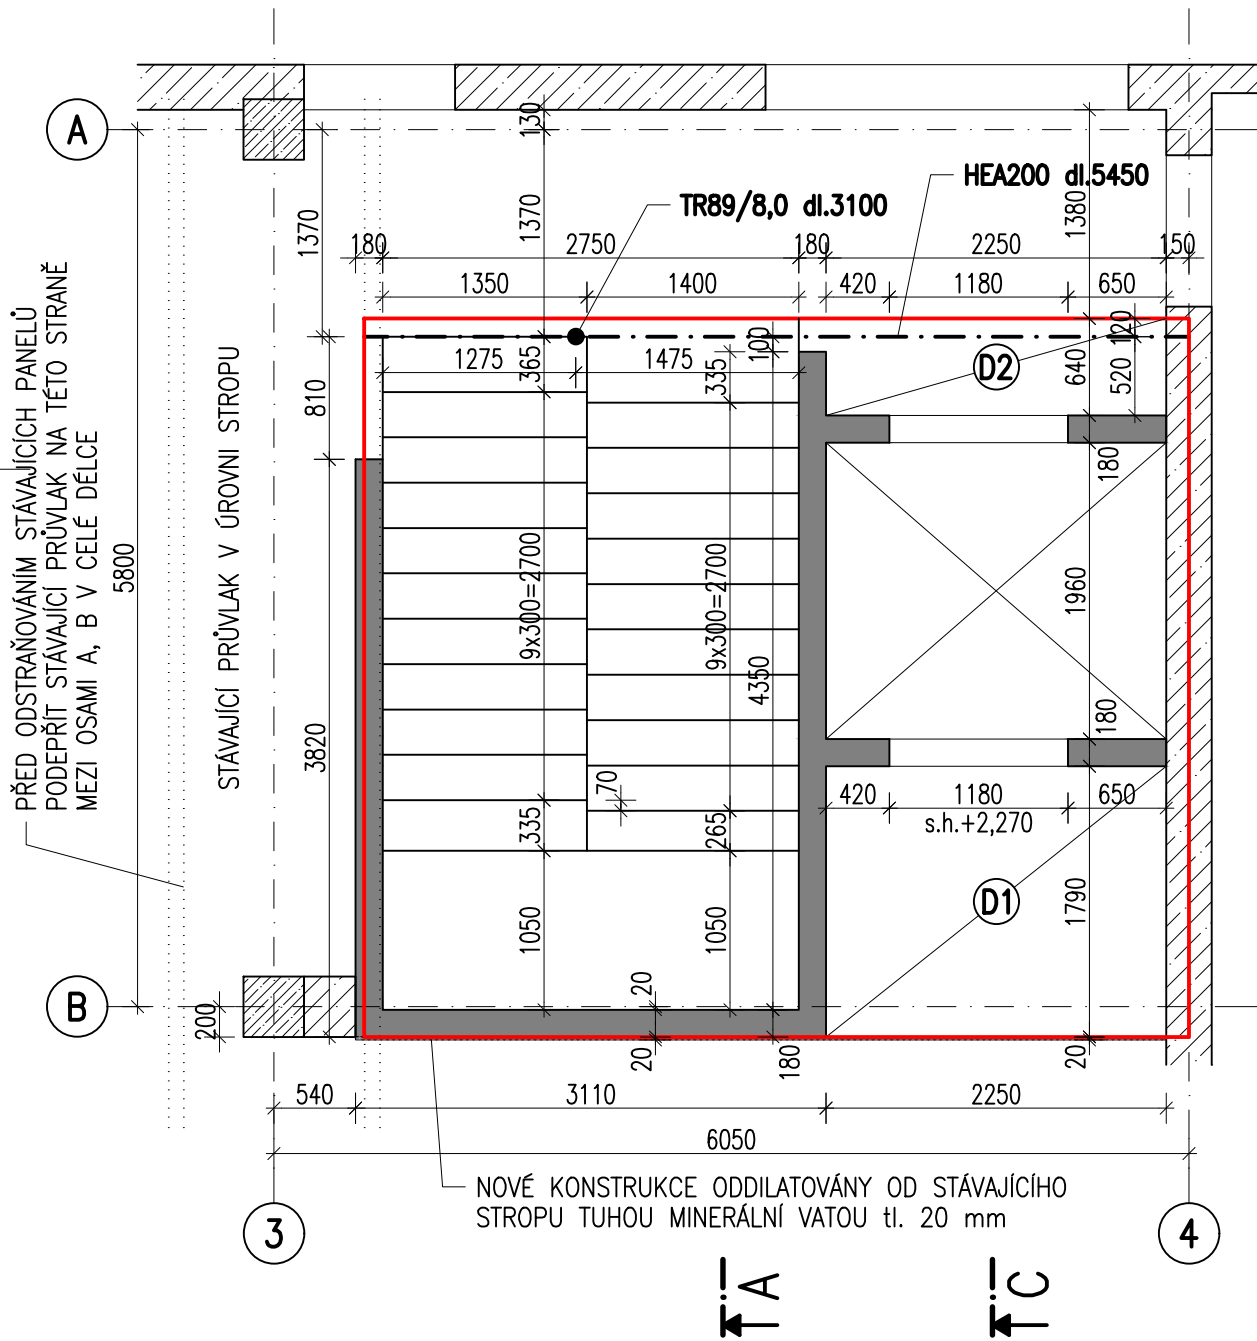 A
130
HEA200 dl.5450
TR89/8,0 dl.3100
1370
1370
1380
180
2750
180
2250
150
1350
1400
420
1180
650
1275
365
1475
335
100
D2
640
120
520
810
180
PŘED ODSTRAŇOVÁNÍM STÁVAJÍCÍCH PANELŮ
PODEPŘÍT STÁVAJÍCÍ PRŮVLAK NA TÉTO STRANĚ
MEZI OSAMI A, B V CELÉ DÉLCE
5800
STÁVAJÍCÍ PRŮVLAK V ÚROVNI STROPU
9x300=2700
9x300=2700
4350
1960
3820
180
70
335
265
420
1180
650
s.h.+2,270
D1
1050
1050
1790
B
200
20
20
180
20
540
3110
2250
6050
NOVÉ KONSTRUKCE ODDILATOVÁNY OD STÁVAJÍCÍHO
STROPU TUHOU MINERÁLNÍ VATOU tl. 20 mm
3
4
A
C